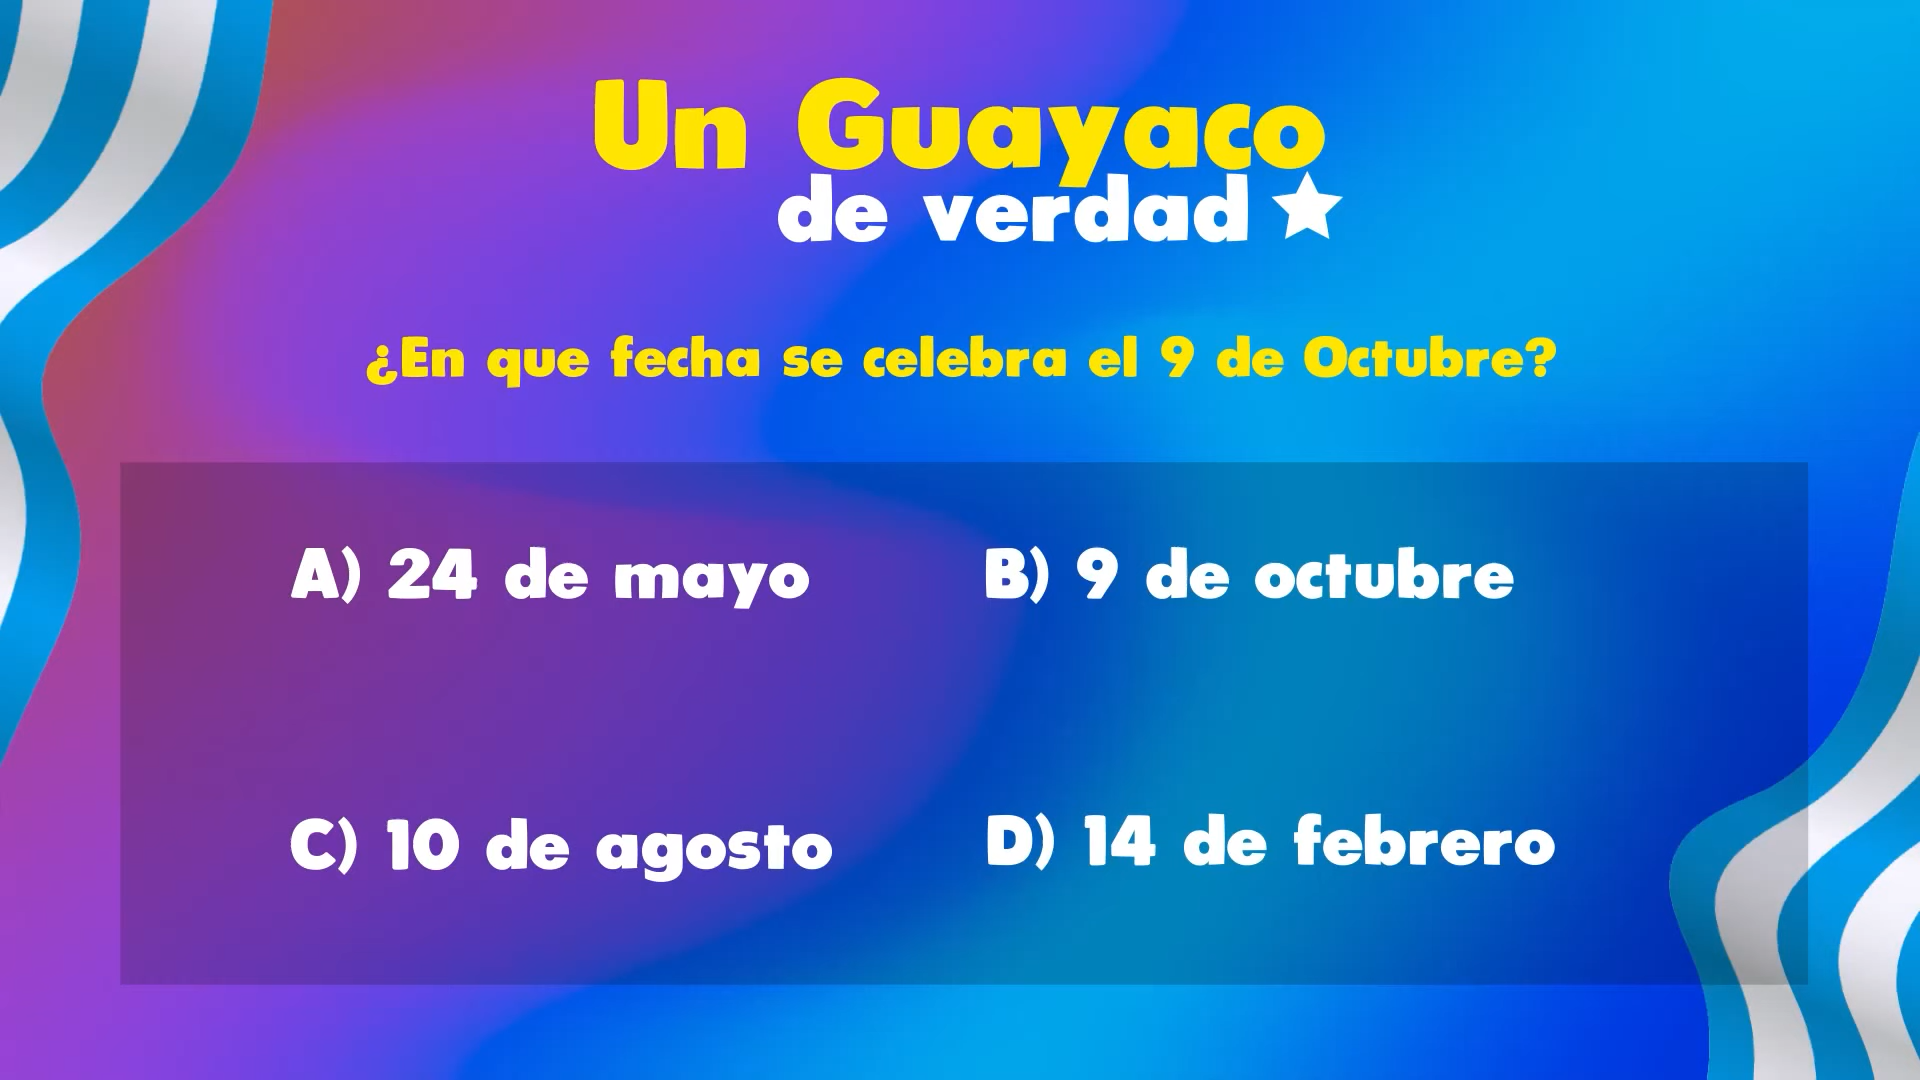 Un Guayaco
de verdad
¿En que fecha se celebra el 9 de Octubre?
A) 24 de mayo
B) 9 de octubre
C) 10 de agosto
D) 14 de febrero